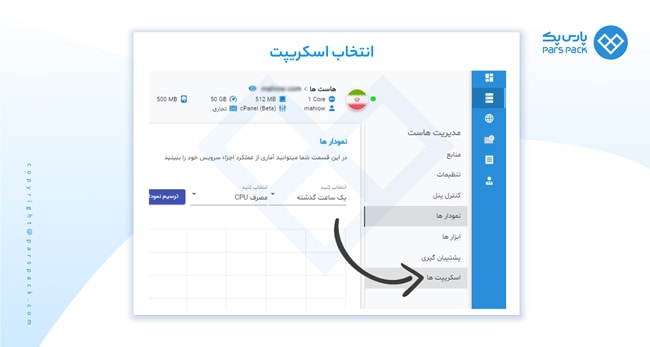 پارس پک
PARS PACK
انتخاب اسکریپت
هاست ها >
1 Core
512 MB
50 GB
500 MB
mahiow
cPanel (Beta)
تجاری
مدیریت هاست
منابع
تنظیمات
کنترل پنل
نمودار ها
ابزار ها
پشتیبان گیری
اسکریپت ها
نمودار ها
در این قسمت شما میتوانید آماری از عملکرد اجزاء سرویس خود را ببینید
انتخاب کنید
یک ساعت گذشته
انتخاب کنید
مصرف CPU
ترسیم نمودار
copyright@parspack.com